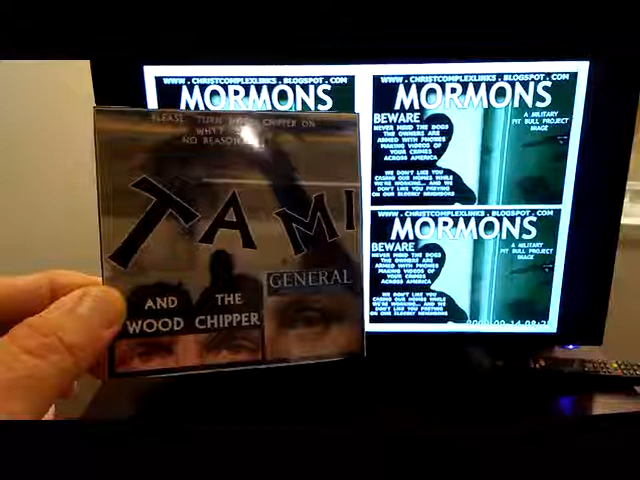 WWW.CHRISTCOMPLEXLINKS.BLOGSPOT.COM
MORMONS
WWW.CHRISTCOMPLEXLINKS.BLOGSPOT.COM
MORMONS
BEWARE
NEVER MIND THE DOGS
THE OWNERS ARE
ARMED WITH PHONES
MAKING VIDEOS OF
YOUR CRIMES
ACROSS AMERICA
WE DON'T LIKE YOU
CASING OUR HOMES WHILE
WE'RE WORKING... AND WE
DON'T LIKE YOU PREYING
ON OUR ELDERLY NEIGHBORS
A MILITARY
PIT BULL PROJECT
IMAGE
WWW.CHRISTCOMPLEXLINKS.BLOGSPOT.COM
MORMONS
BEWARE
NEVER MIND THE DOGS
THE OWNERS ARE
ARMED WITH PHONES
MAKING VIDEOS OF
YOUR CRIMES
ACROSS AMERICA
WE DON'T LIKE YOU
CASING OUR HOMES WHILE
WE'RE WORKING... AND WE
DON'T LIKE YOU PREYING
ON OUR ELDERLY NEIGHBORS
A MILITARY
PIT BULL PROJECT
IMAGE
PLEASE TURN CHIPPER ON
WHY?
NO REASON
TAMI
GENERAL
AND THE
WOOD CHIPPER